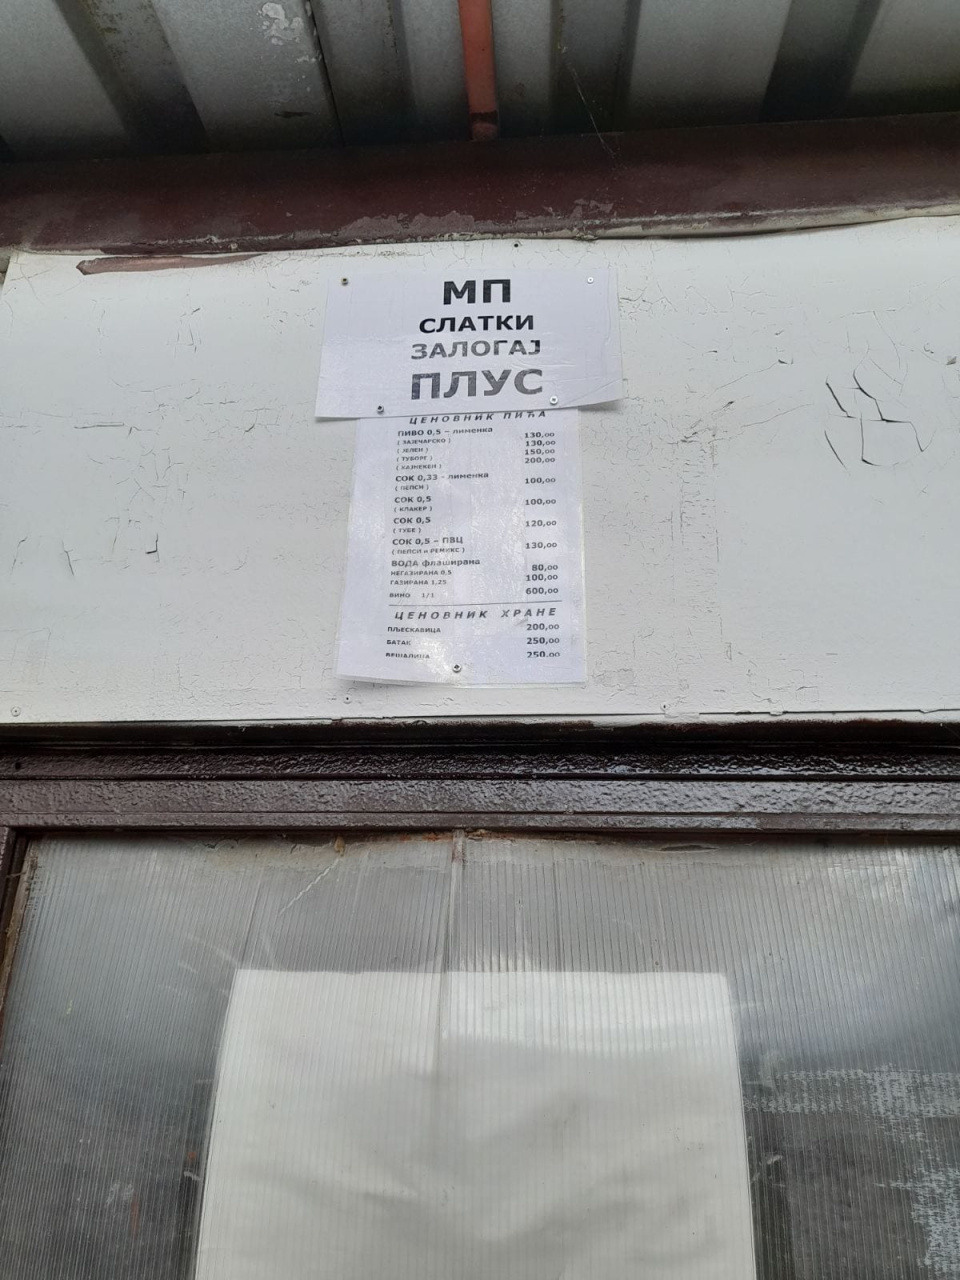 МП
СЛАТКИ
ЗАЛОГАЈ
ПЛУС
ЦЕНОВНИК ПИЋА
ПИВО 0,5 – лименка
( ЗАЈЕЧАРСКО ) 130,00
( ЈЕЛЕН ) 130,00
( ТУБОРГ ) 150,00
( ХАЈНЕКЕН ) 200,00
СОК 0,33 - лименка 100,00
( ПЕПСИ )
СОК 0,5 100,00
( КЛАКЕР )
СОК 0,5 120,00
( ГУБЕ )
СОК 0,5 – ПВЦ 130,00
( ПЕПСИ и РЕМИКС )
ВОДА флаширана
НЕГАЗИРАНА 0,5 80,00
ГАЗИРАНА 1,25 100,00
ВИНО 1/1 600,00
ЦЕНОВНИК ХРАНЕ
ПЉЕСКАВИЦА 200,00
БАТАК 250,00
ВЕШАЛИЦА 250,00